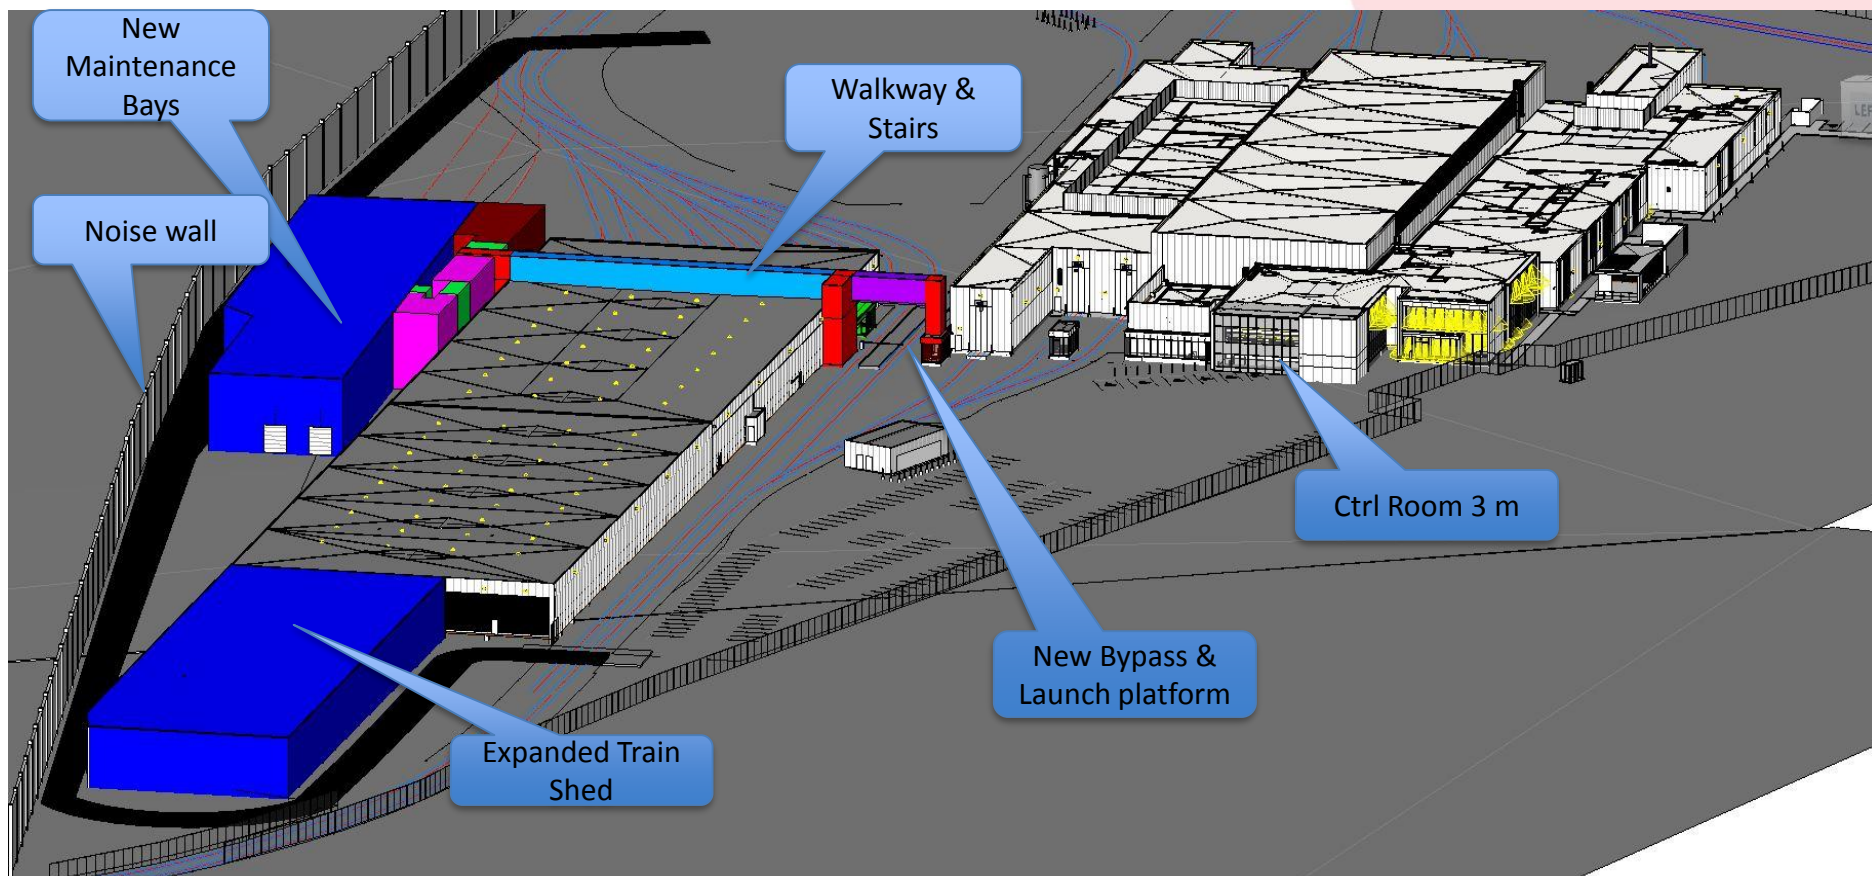 New
Maintenance
Bays
Walkway &
Stairs
Noise wall
Ctrl Room 3 m
New Bypass &
Launch platform
Expanded Train
Shed